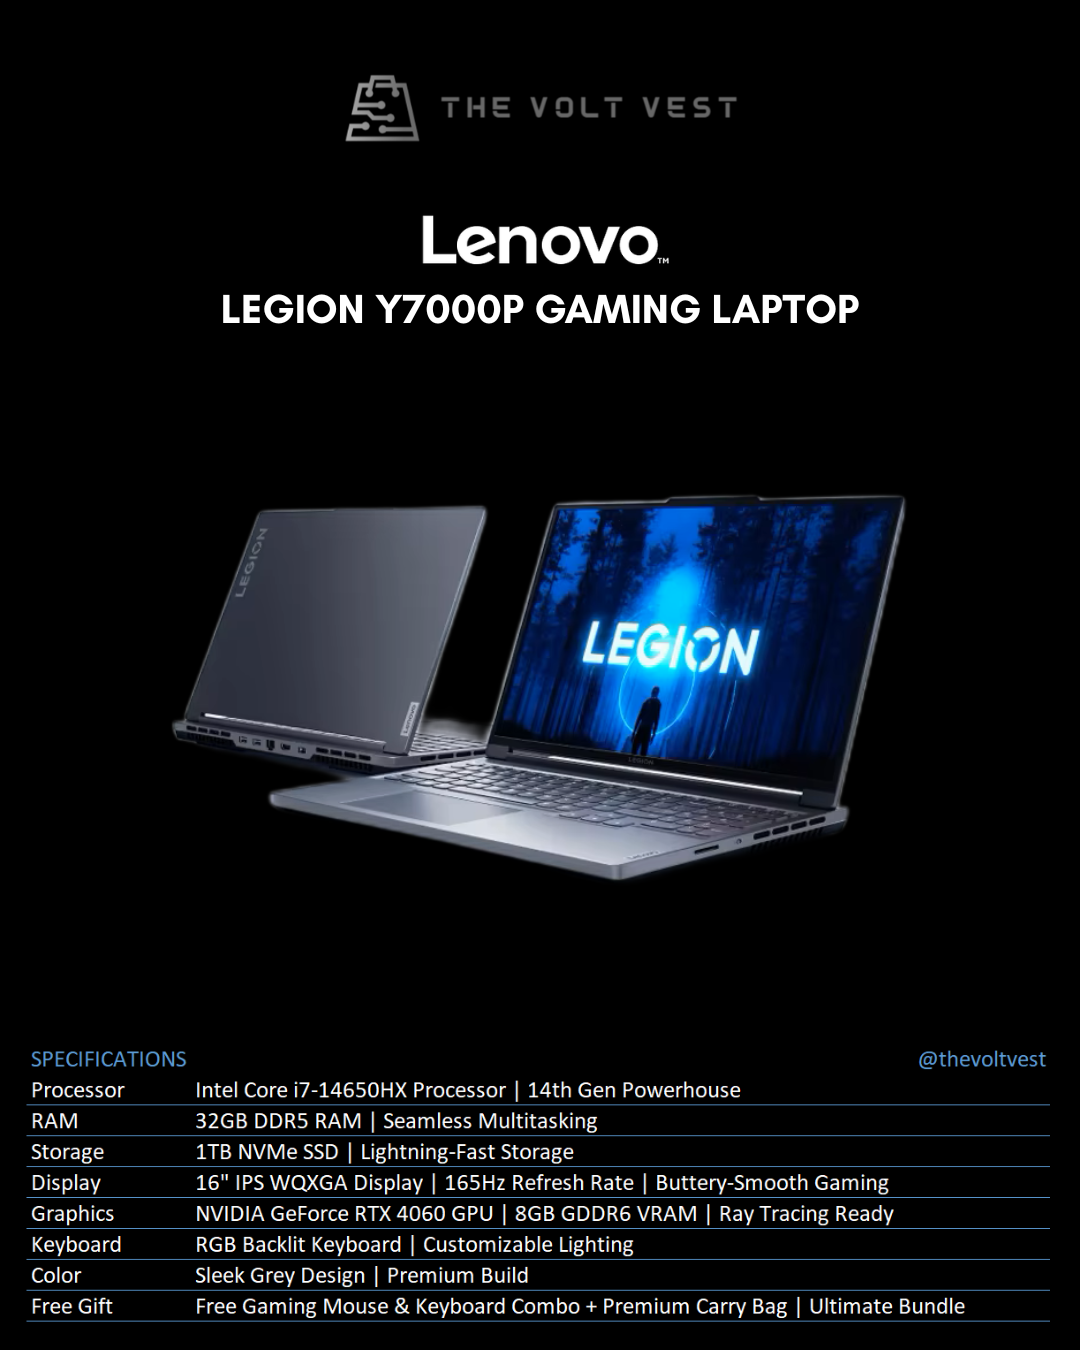 THE VOLT VEST
Lenovo™
LEGION Y7000P GAMING LAPTOP
LEGION
LEGION
Lenovo
LEGION
Lenovo
SPECIFICATIONS @thevoltvest
Processor Intel Core i7-14650HX Processor | 14th Gen Powerhouse
RAM 32GB DDR5 RAM | Seamless Multitasking
Storage 1TB NVMe SSD | Lightning-Fast Storage
Display 16" IPS WQXGA Display | 165Hz Refresh Rate | Buttery-Smooth Gaming
Graphics NVIDIA GeForce RTX 4060 GPU | 8GB GDDR6 VRAM | Ray Tracing Ready
Keyboard RGB Backlit Keyboard | Customizable Lighting
Color Sleek Grey Design | Premium Build
Free Gift Free Gaming Mouse & Keyboard Combo + Premium Carry Bag | Ultimate Bundle